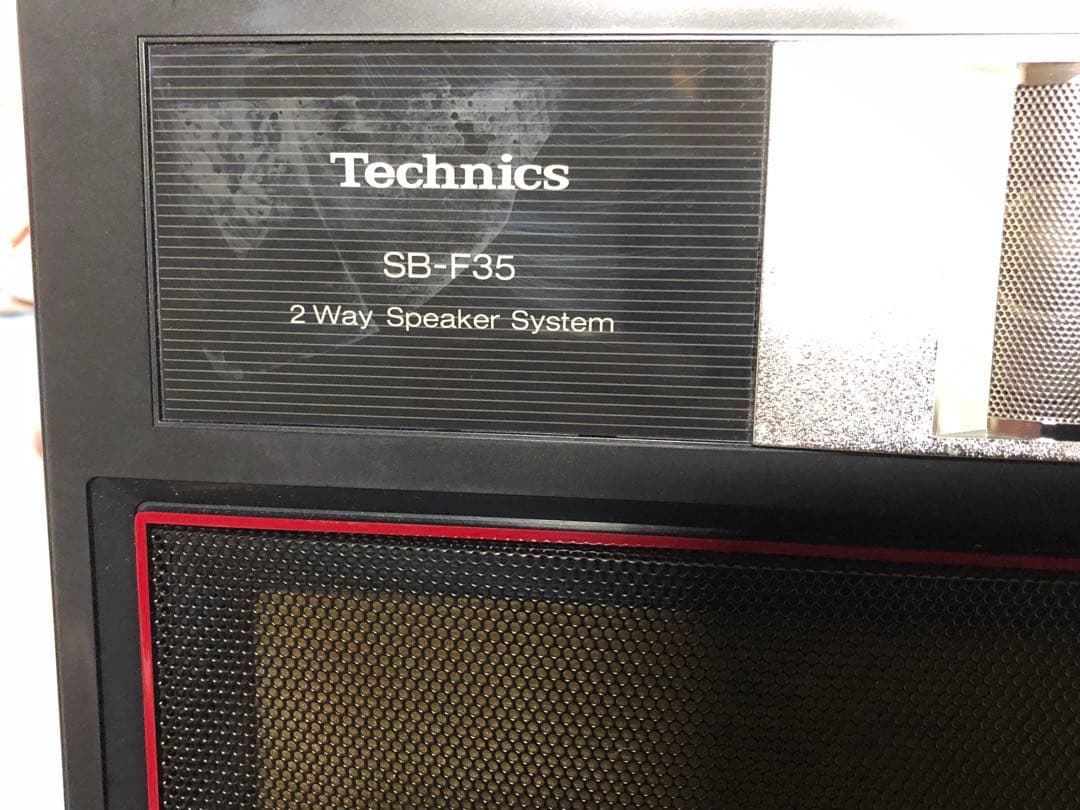 Technics
SB-F35
2 Way Speaker System